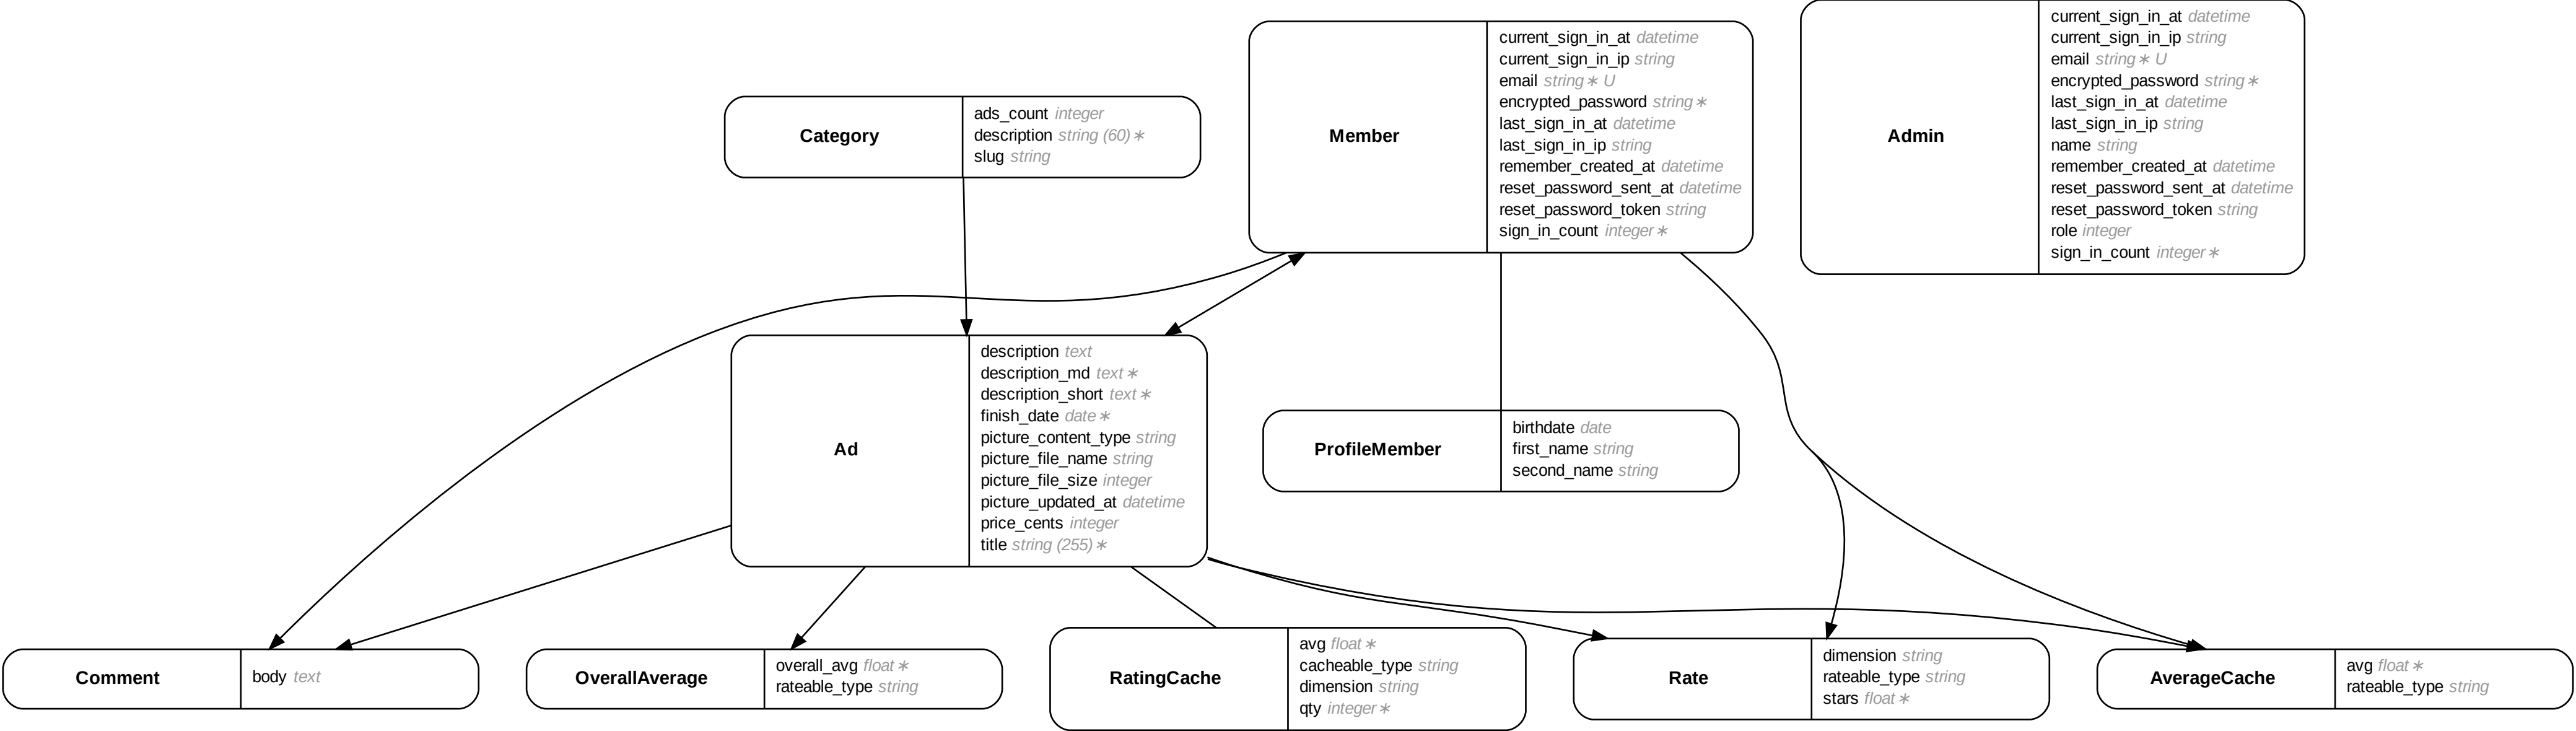 Category
ads_count integer
description string (60)∗
slug string
Member
current_sign_in_at datetime
current_sign_in_ip string
email string∗ U
encrypted_password string∗
last_sign_in_at datetime
last_sign_in_ip string
remember_created_at datetime
reset_password_sent_at datetime
reset_password_token string
sign_in_count integer∗
Admin
current_sign_in_at datetime
current_sign_in_ip string
email string∗ U
encrypted_password string∗
last_sign_in_at datetime
last_sign_in_ip string
name string
remember_created_at datetime
reset_password_sent_at datetime
reset_password_token string
role integer
sign_in_count integer∗
Ad
description text
description_md text∗
description_short text∗
finish_date date∗
picture_content_type string
picture_file_name string
picture_file_size integer
picture_updated_at datetime
price_cents integer
title string (255)∗
ProfileMember
birthdate date
first_name string
second_name string
Comment
body text
OverallAverage
overall_avg float∗
rateable_type string
RatingCache
avg float∗
cacheable_type string
dimension string
qty integer∗
Rate
dimension string
rateable_type string
stars float∗
AverageCache
avg float∗
rateable_type string